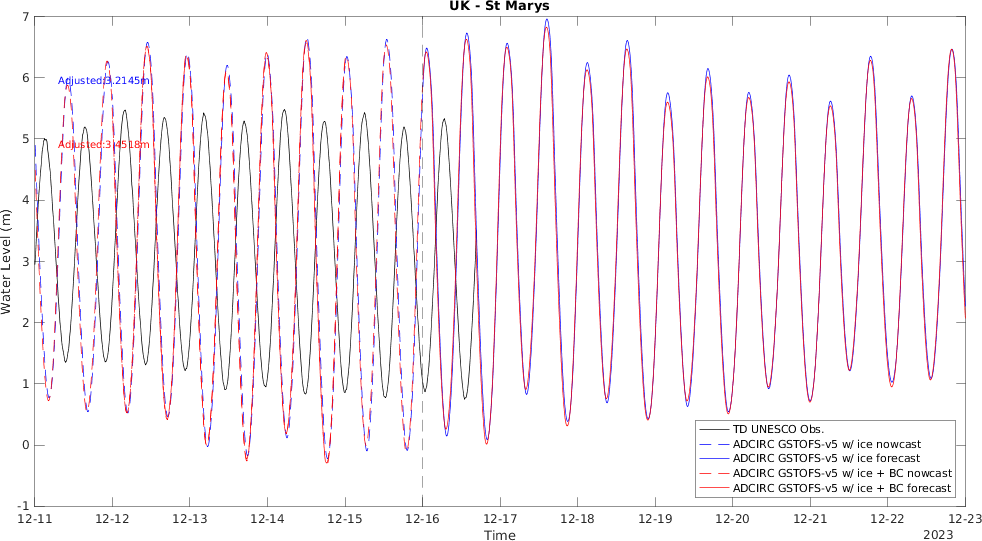 UK - St Marys
7
6
5
4
3
2
1
0
-1
Water Level (m)
Adjusted:3.2145m
Adjusted:3.4518m
TD UNESCO Obs.
ADCIRC GSTOFS-v5 w/ ice nowcast
ADCIRC GSTOFS-v5 w/ ice forecast
ADCIRC GSTOFS-v5 w/ ice + BC nowcast
ADCIRC GSTOFS-v5 w/ ice + BC forecast
12-11 12-12 12-13 12-14 12-15 12-16 12-17 12-18 12-19 12-20 12-21 12-22 12-23
Time
2023